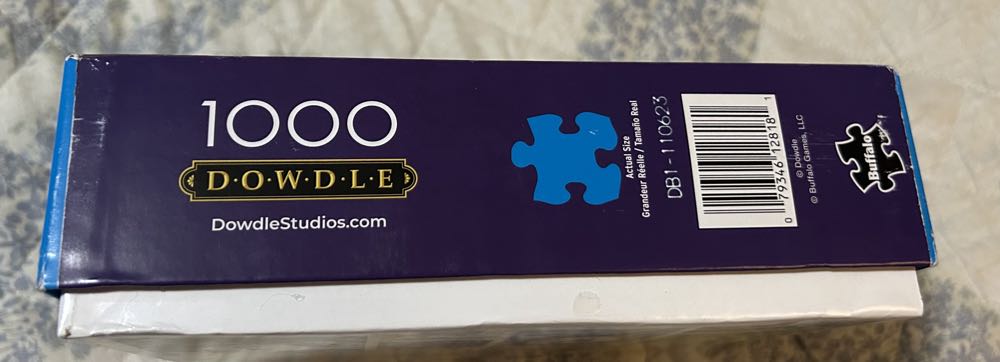 1000
D·O·W·D·L·E
DowdleStudios.com
Actual Size
Grandeur Réelle / Tamaño Real
DB1-110623
0 79346 12818 1
© Dowdle
© Buffalo Games, LLC
Buffalo